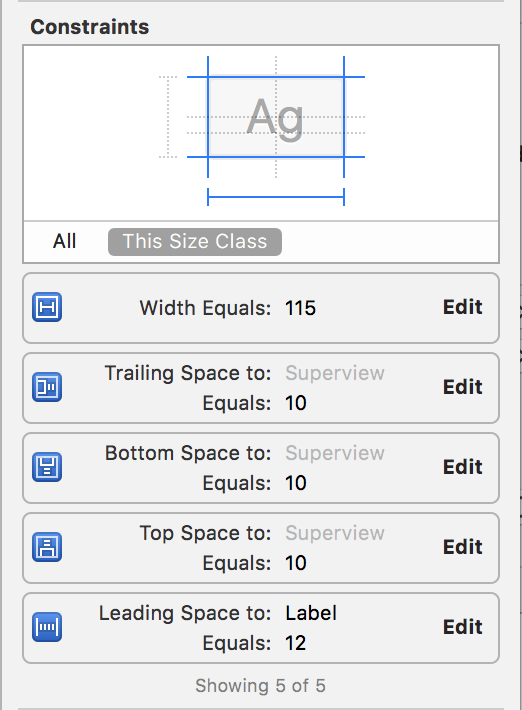 Constraints
Ag
All This Size Class
Width Equals: 115 Edit
Trailing Space to: Superview
Equals: 10 Edit
Bottom Space to: Superview
Equals: 10 Edit
Top Space to: Superview
Equals: 10 Edit
Leading Space to: Label
Equals: 12 Edit
Showing 5 of 5